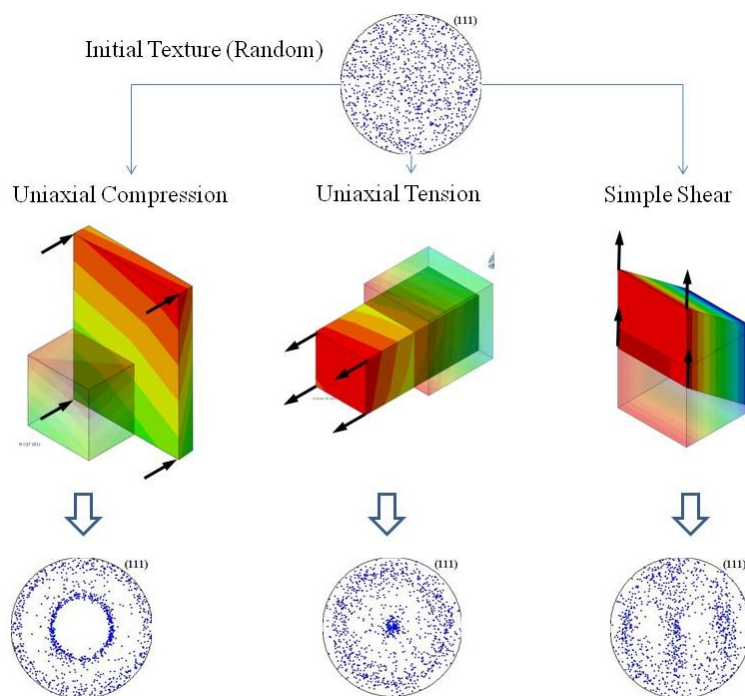 (111)
Initial Texture (Random)
Uniaxial Compression
Uniaxial Tension
Simple Shear
(111)
(111)
(111)